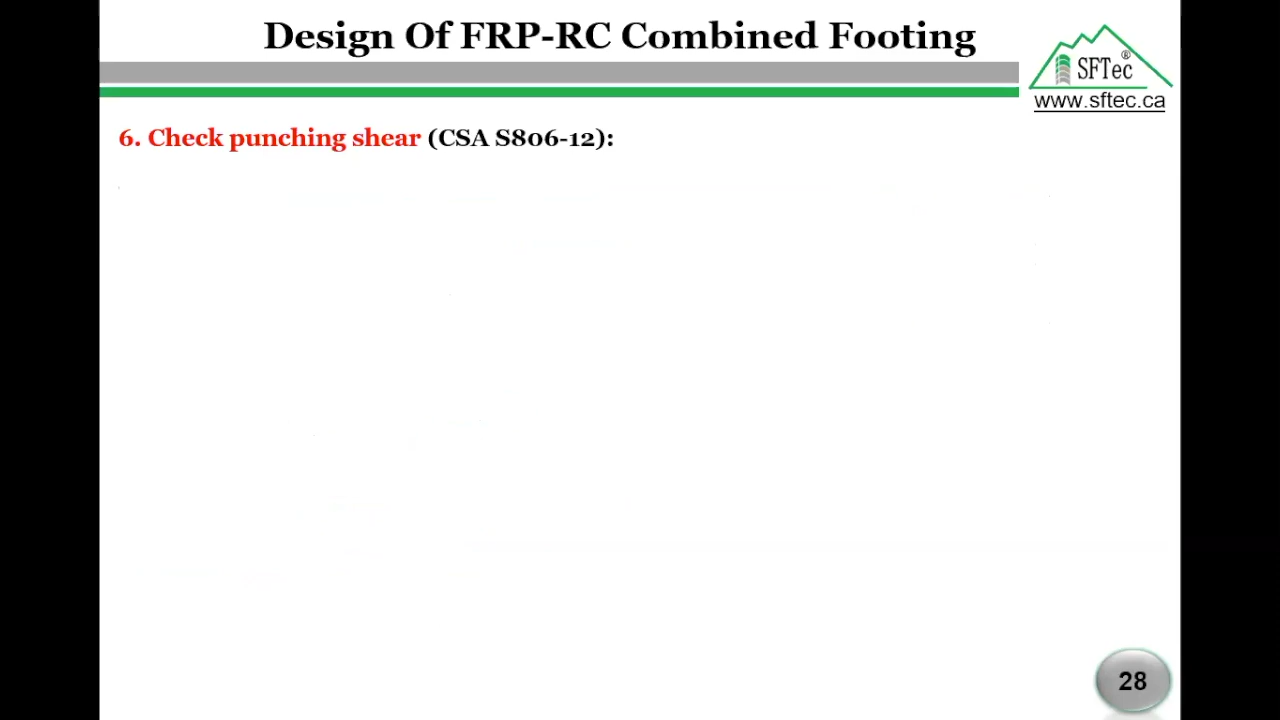 Design Of FRP-RC Combined Footing
SFTec®
www.sftec.ca
6. Check punching shear (CSA S806-12):
28